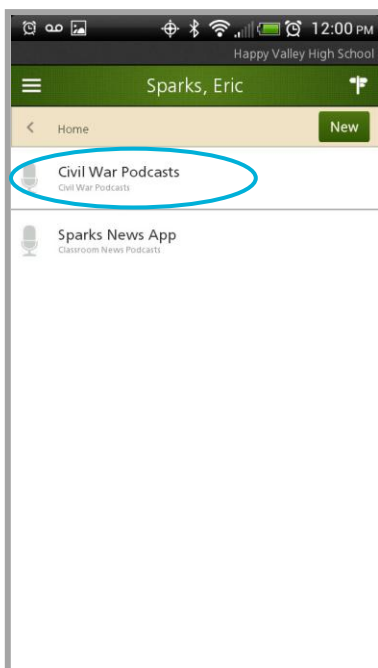 12:00 PM
Happy Valley High School
Sparks, Eric
Home
New
Civil War Podcasts
Civil War Podcasts
Sparks News App
Classroom News Podcasts